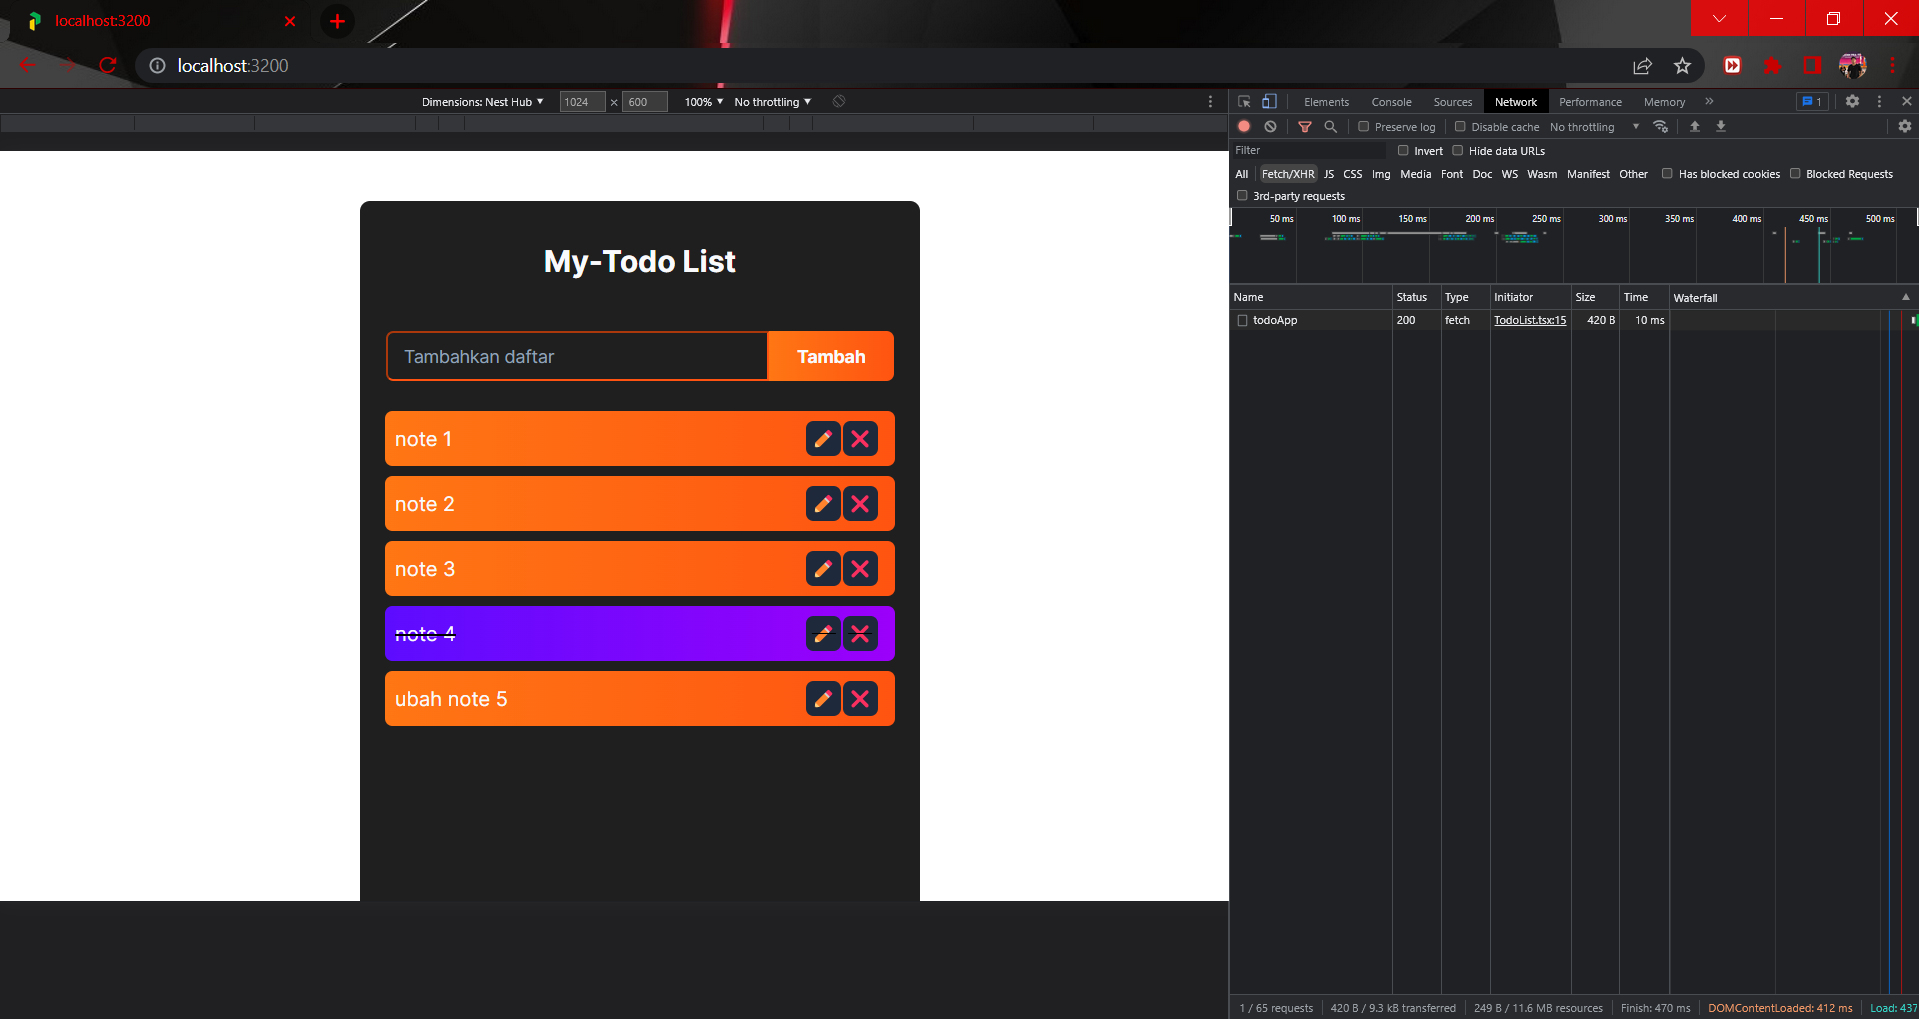 localhost:3200
localhost:3200
Dimensions: Nest Hub 1024 × 600 100% No throttling
My-Todo List
Tambahkan daftar Tambah
note 1
note 2
note 3
note 4
ubah note 5
Elements Console Sources Network Performance Memory » 1
Preserve log Disable cache No throttling
Filter Invert Hide data URLs
All Fetch/XHR JS CSS Img Media Font Doc WS Wasm Manifest Other Has blocked cookies Blocked Requests
3rd-party requests
50 ms 100 ms 150 ms 200 ms 250 ms 300 ms 350 ms 400 ms 450 ms 500 ms
Name Status Type Initiator Size Time Waterfall
todoApp 200 fetch TodoList.tsx:15 420 B 10 ms
1 / 65 requests 420 B / 9.3 kB transferred 249 B / 11.6 MB resources Finish: 470 ms DOMContentLoaded: 412 ms Load: 437